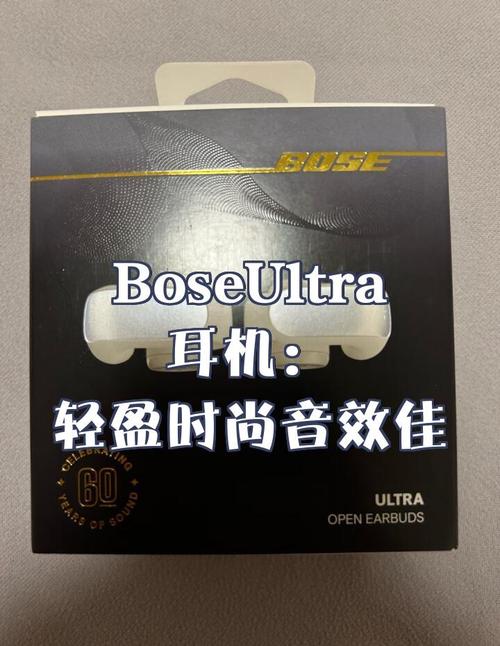 BOSE
BoseUltra
耳机：
轻盈时尚音效佳
CELEBRATING
60
YEARS OF SOUND
ULTRA
OPEN EARBUDS